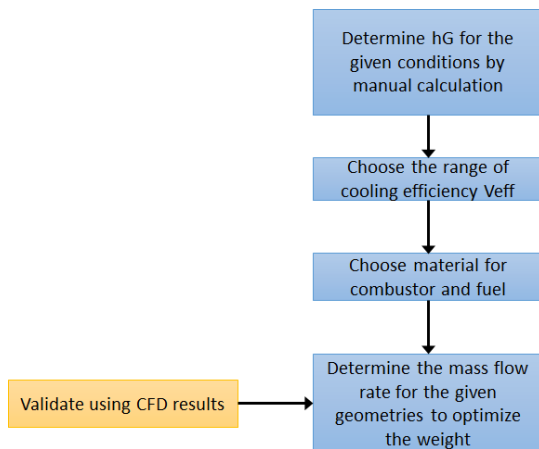 Determine hG for the
given conditions by
manual calculation
Choose the range of
cooling efficiency Veff
Choose material for
combustor and fuel
Validate using CFD results
Determine the mass flow
rate for the given
geometries to optimize
the weight